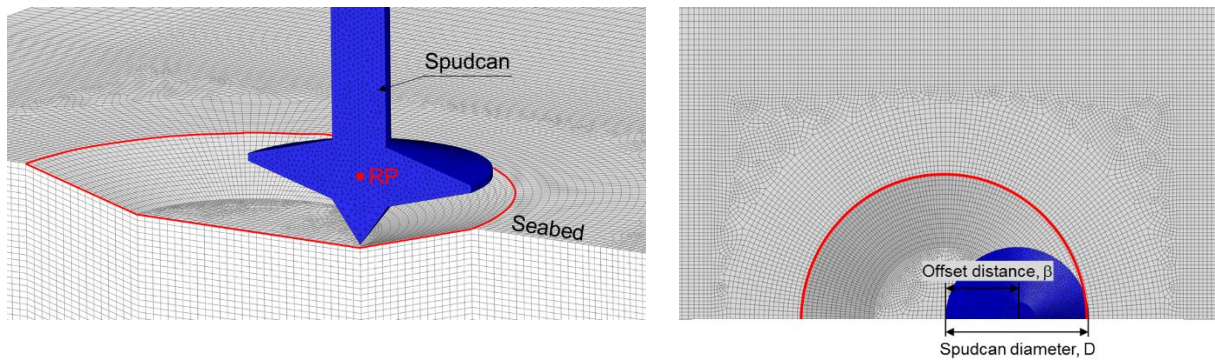 Spudcan
RP
Seabed
Offset distance, β
Spudcan diameter, D